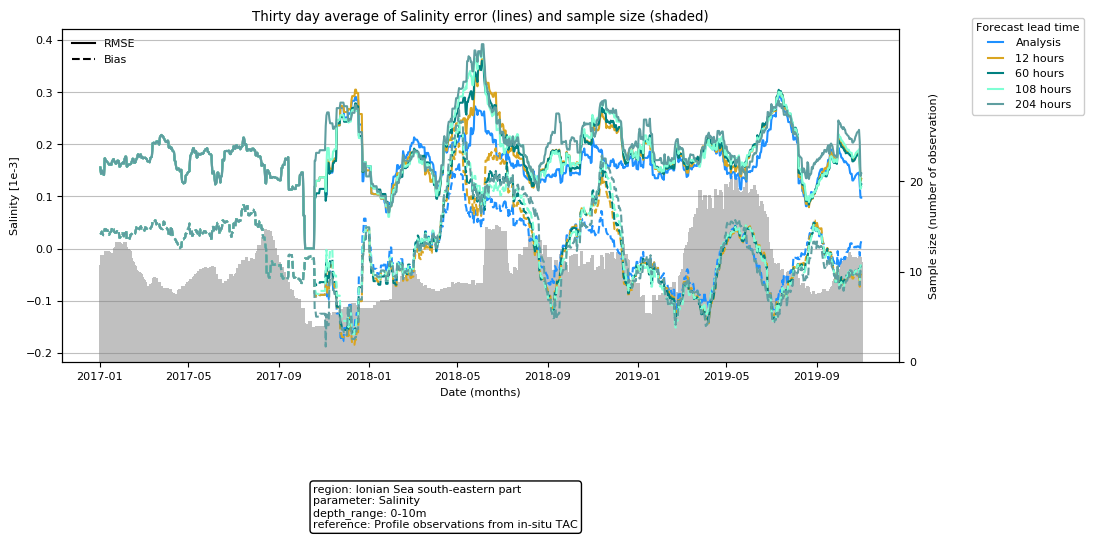 Thirty day average of Salinity error (lines) and sample size (shaded)
Forecast lead time
Analysis
12 hours
60 hours
108 hours
204 hours
RMSE
Bias
Salinity [1e-3]
0.4
0.3
0.2
0.1
0.0
−0.1
−0.2
Sample size (number of observation)
20
10
0
2017-01
2017-05
2017-09
2018-01
2018-05
2018-09
2019-01
2019-05
2019-09
Date (months)
region: Ionian Sea south-eastern part
parameter: Salinity
depth_range: 0-10m
reference: Profile observations from in-situ TAC